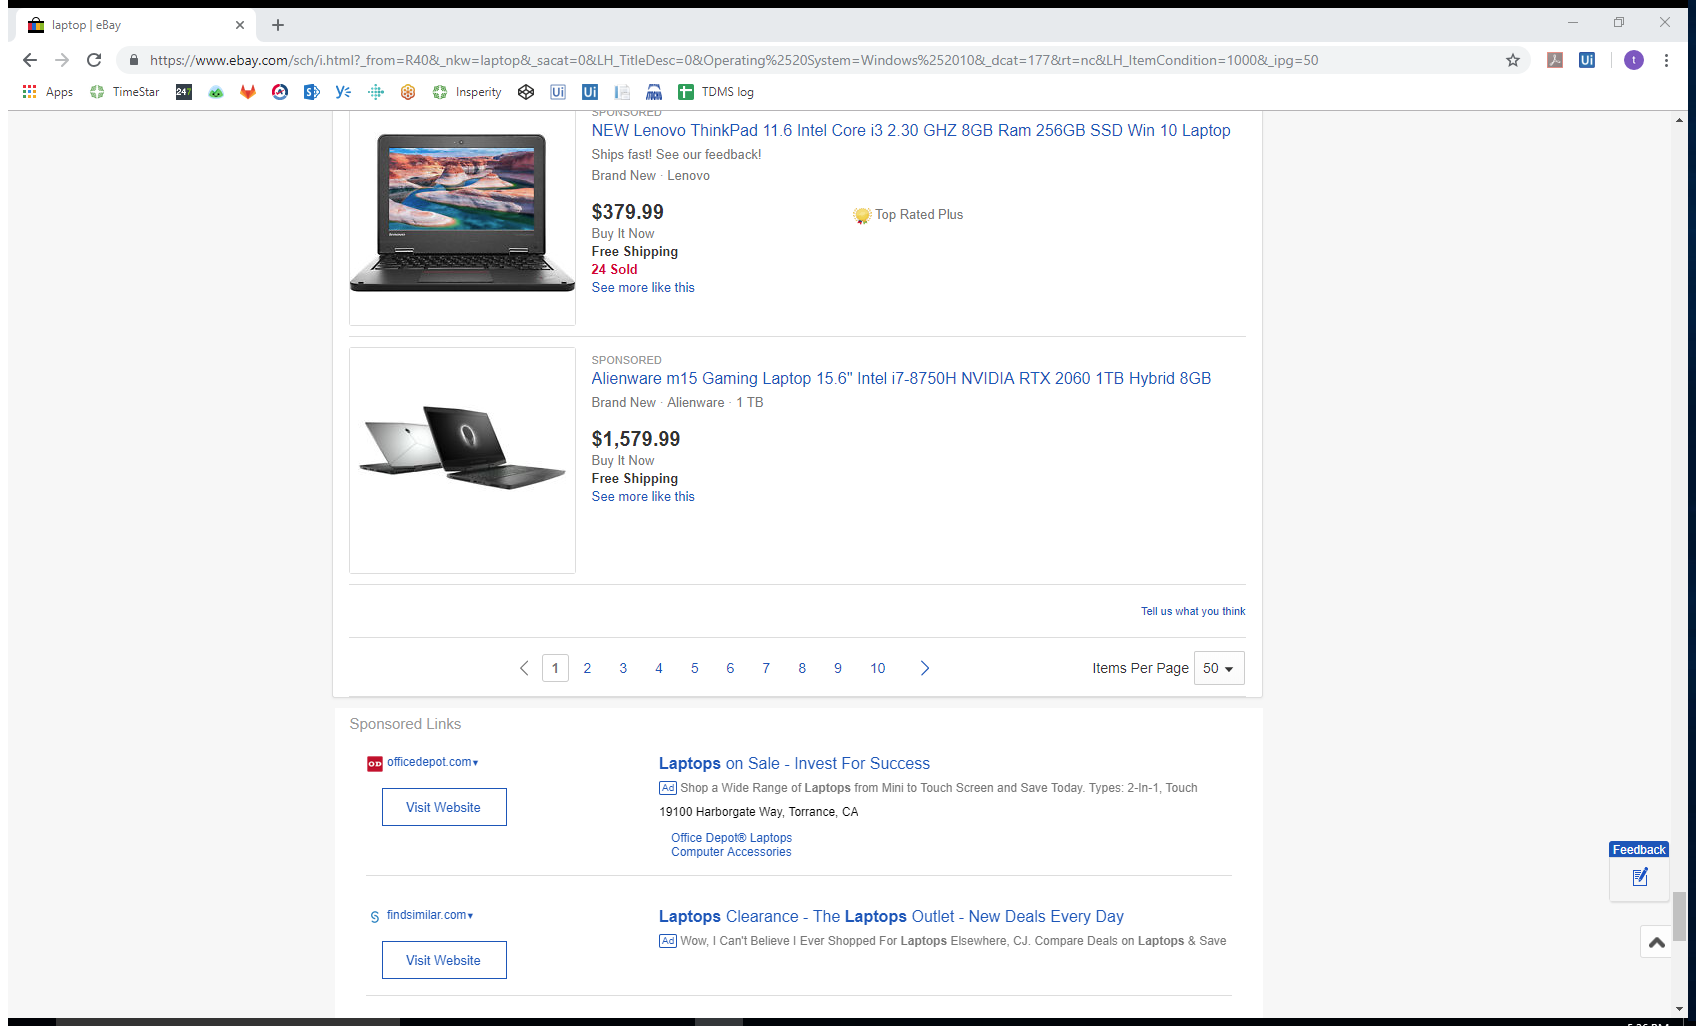 laptop | eBay
https://www.ebay.com/sch/i.html?_from=R40&_nkw=laptop&_sacat=0&LH_TitleDesc=0&Operating%2520System=Windows%252010&_dcat=177&rt=nc&LH_ItemCondition=1000&_ipg=50
Ui
t
Apps
TimeStar
247
Insperity
Ui
Ui
TDMS log
SPONSORED
NEW Lenovo ThinkPad 11.6 Intel Core i3 2.30 GHZ 8GB Ram 256GB SSD Win 10 Laptop
Ships fast! See our feedback!
Brand New · Lenovo
$379.99
Top Rated Plus
Buy It Now
Free Shipping
24 Sold
See more like this
SPONSORED
Alienware m15 Gaming Laptop 15.6" Intel i7-8750H NVIDIA RTX 2060 1TB Hybrid 8GB
Brand New · Alienware · 1 TB
$1,579.99
Buy It Now
Free Shipping
See more like this
Tell us what you think
1 2 3 4 5 6 7 8 9 10
Items Per Page 50
Sponsored Links
OD officedepot.com
Visit Website
Laptops on Sale - Invest For Success
Ad Shop a Wide Range of Laptops from Mini to Touch Screen and Save Today. Types: 2-In-1, Touch
19100 Harborgate Way, Torrance, CA
Office Depot® Laptops
Computer Accessories
Feedback
findsimilar.com
Visit Website
Laptops Clearance - The Laptops Outlet - New Deals Every Day
Ad Wow, I Can't Believe I Ever Shopped For Laptops Elsewhere, CJ. Compare Deals on Laptops & Save